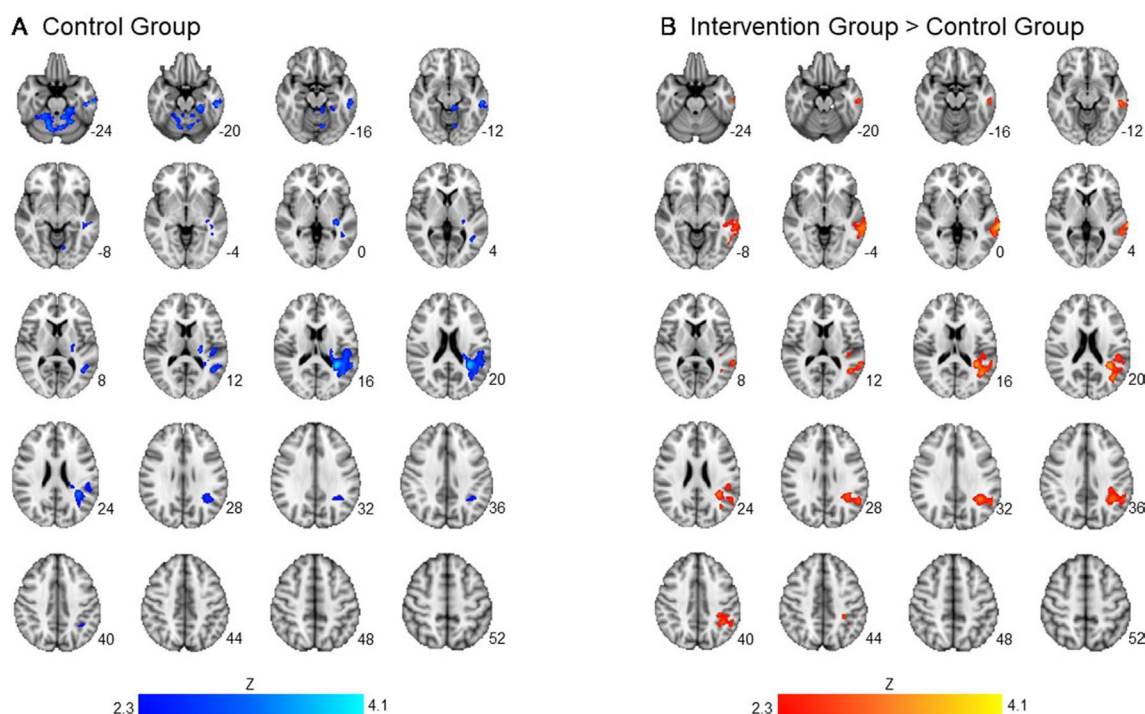 A Control Group
-24 -20 -16 -12
-8 -4 0 4
8 12 16 20
24 28 32 36
40 44 48 52
Z
2.3 4.1
B Intervention Group > Control Group
-24 -20 -16 -12
-8 -4 0 4
8 12 16 20
24 28 32 36
40 44 48 52
Z
2.3 4.1